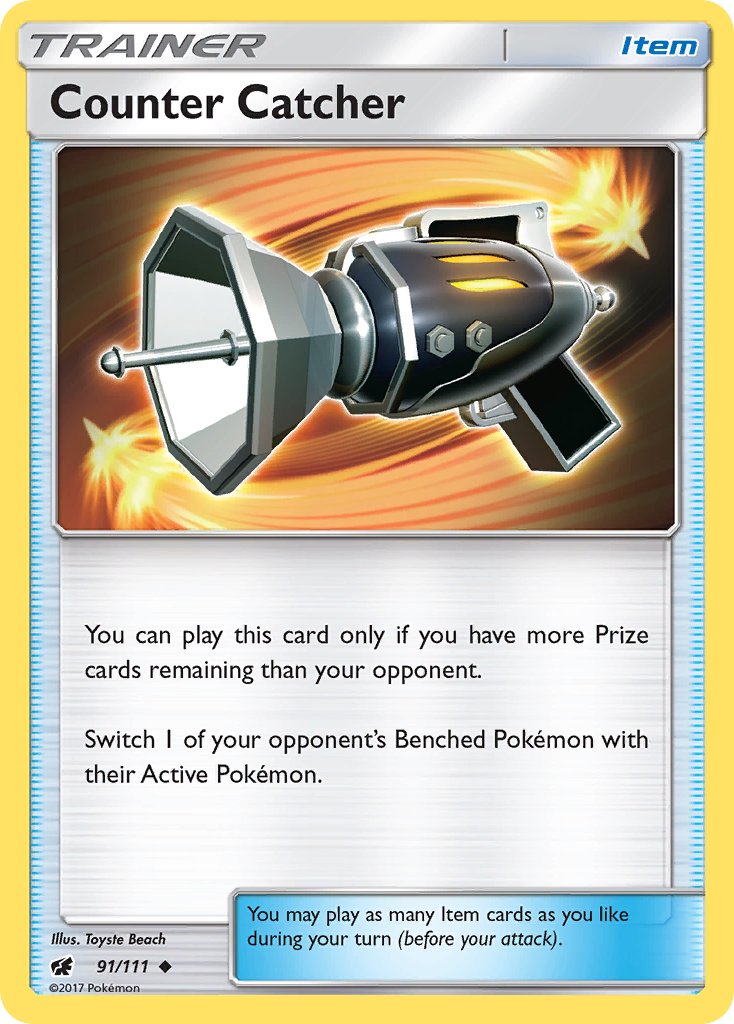 TRAINER
Item
Counter Catcher
You can play this card only if you have more Prize
cards remaining than your opponent.
Switch 1 of your opponent's Benched Pokémon with
their Active Pokémon.
You may play as many Item cards as you like
during your turn (before your attack).
Illus. Toyste Beach
91/111
©2017 Pokémon